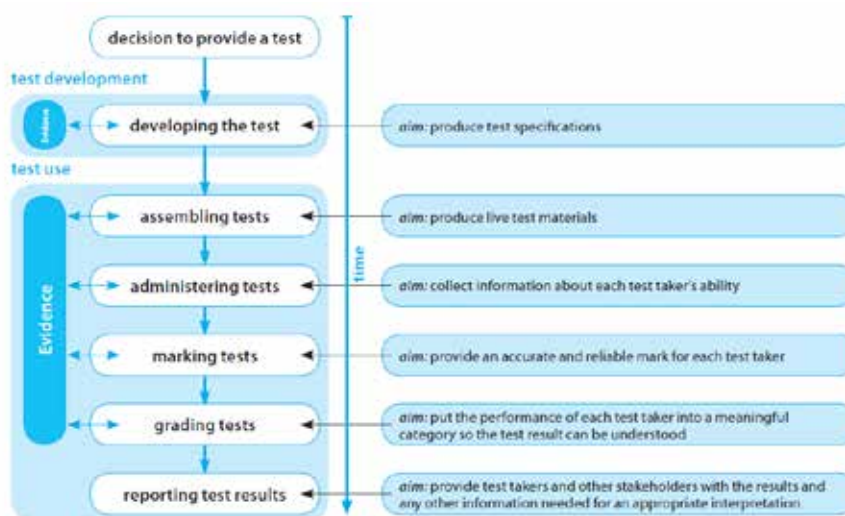 decision to provide a test
test development
Evidence
developing the test
aim: produce test specifications
test use
assembling tests
aim: produce live test materials
time
administering tests
aim: collect information about each test taker's ability
Evidence
marking tests
aim: provide an accurate and reliable mark for each test taker
grading tests
aim: put the performance of each test taker into a meaningful
category so the test result can be understood
reporting test results
aim: provide test takers and other stakeholders with the results and
any other information needed for an appropriate interpretation